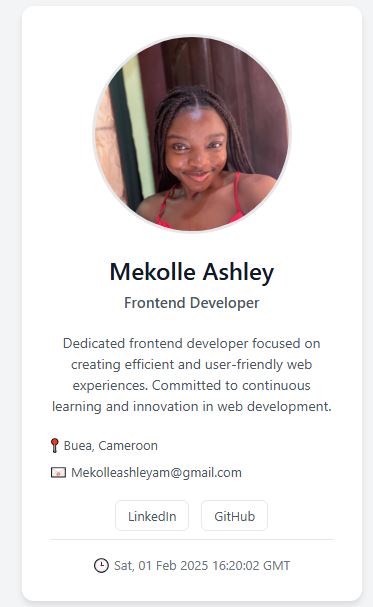 Mekolle Ashley
Frontend Developer
Dedicated frontend developer focused on
creating efficient and user-friendly web
experiences. Committed to continuous
learning and innovation in web development.
Buea, Cameroon
Mekolleashleyam@gmail.com
LinkedIn GitHub
Sat, 01 Feb 2025 16:20:02 GMT